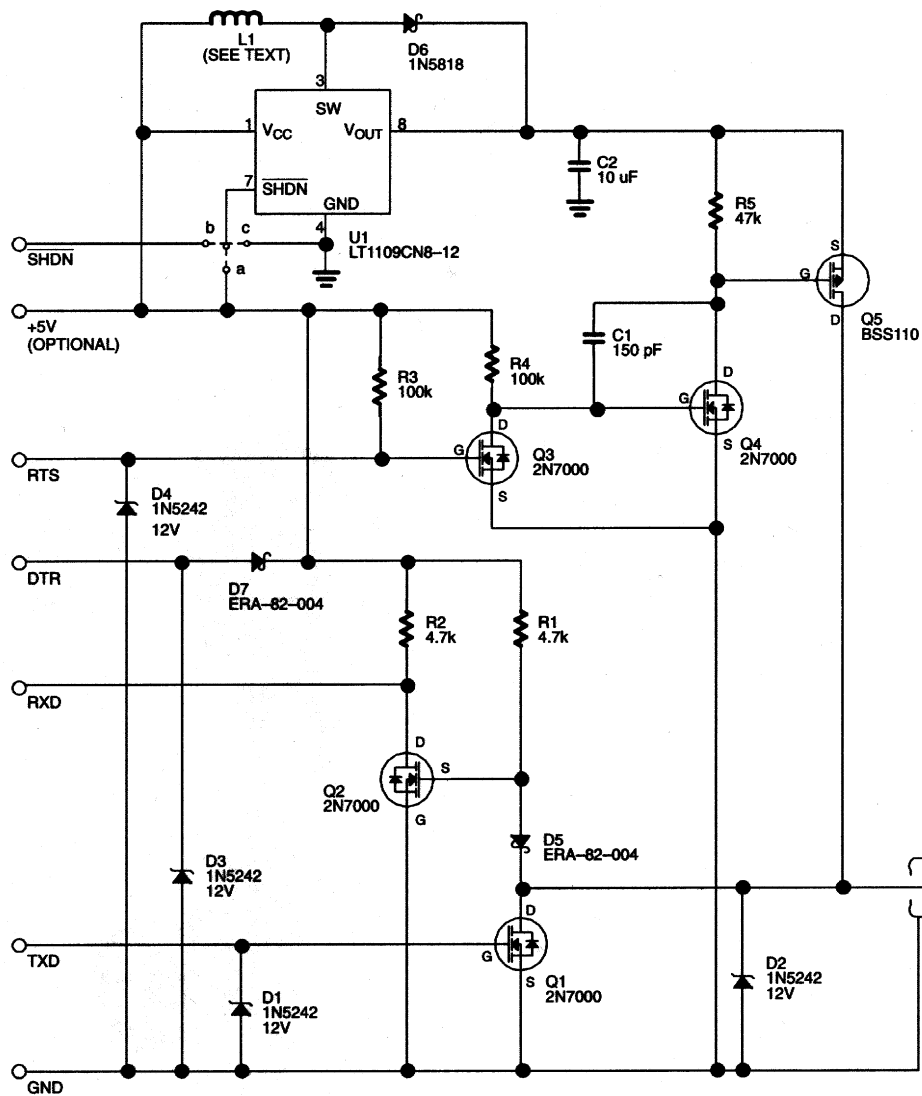 L1
(SEE TEXT)
D6
1N5818
3
SW
1
VCC
VOUT
8
7
SHDN
GND
4
C2
10 uF
R5
47k
b
c
a
SHDN
U1
LT1109CN8-12
S
G
D
Q5
BSS110
+5V
(OPTIONAL)
R3
100k
R4
100k
C1
150 pF
D
G
S
Q4
2N7000
RTS
D
G
S
Q3
2N7000
D4
1N5242
12V
DTR
D7
ERA-82-004
R2
4.7k
R1
4.7k
RXD
D
S
G
Q2
2N7000
D5
ERA-82-004
D3
1N5242
12V
TXD
D
G
S
Q1
2N7000
D1
1N5242
12V
D2
1N5242
12V
GND